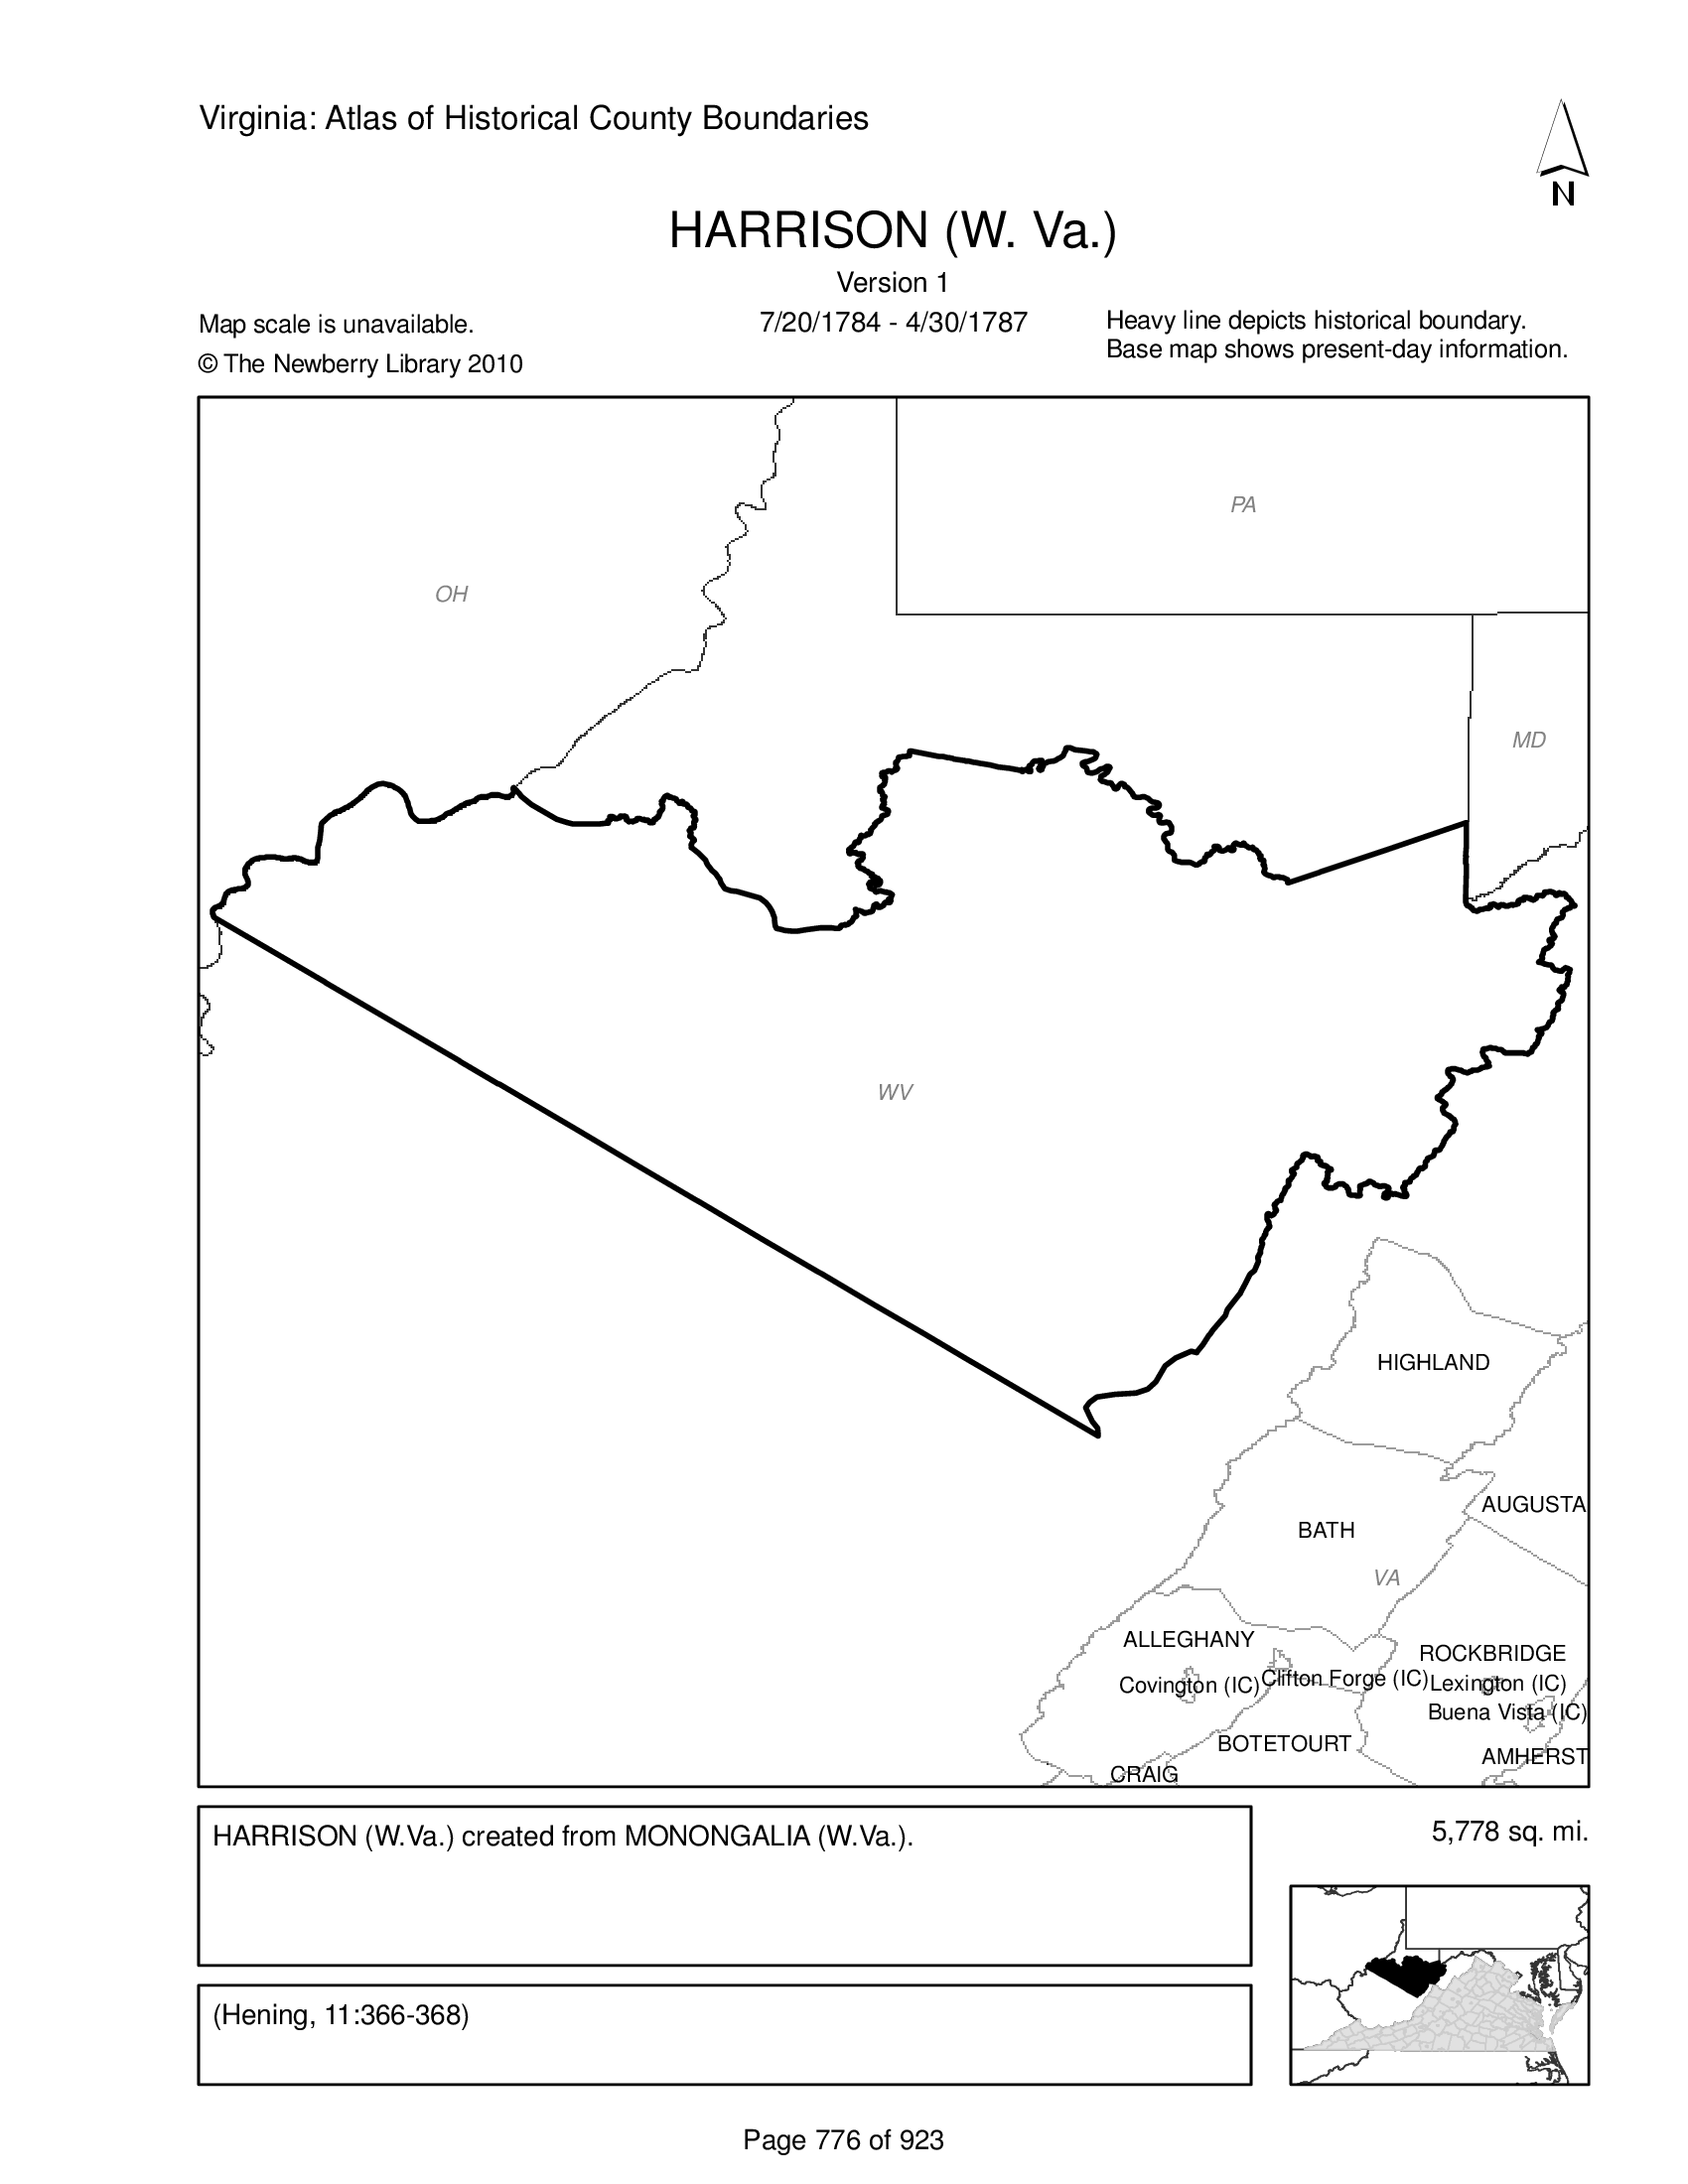 Virginia: Atlas of Historical County Boundaries
N
HARRISON (W. Va.)
Version 1
7/20/1784 - 4/30/1787
Map scale is unavailable.
© The Newberry Library 2010
Heavy line depicts historical boundary.
Base map shows present-day information.
PA
OH
MD
WV
HIGHLAND
AUGUSTA
BATH
VA
ALLEGHANY
ROCKBRIDGE
Covington (IC)
Clifton Forge (IC)
Lexington (IC)
Buena Vista (IC)
BOTETOURT
AMHERST
CRAIG
HARRISON (W.Va.) created from MONONGALIA (W.Va.).
5,778 sq. mi.
(Hening, 11:366-368)
Page 776 of 923